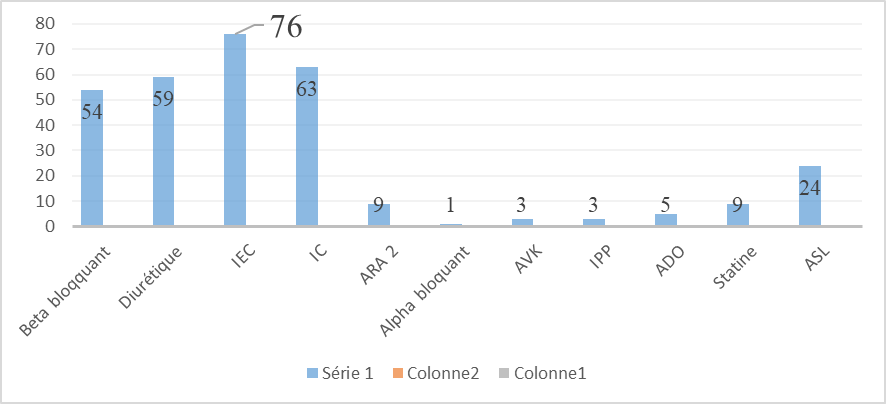 80
70
60
50
40
30
20
10
0
54
59
76
63
9
1
3
3
5
9
24
Beta bloqquant
Diurétique
IEC
IC
ARA 2
Alpha bloquant
AVK
IPP
ADO
Statine
ASL
Série 1 Colonne2 Colonne1